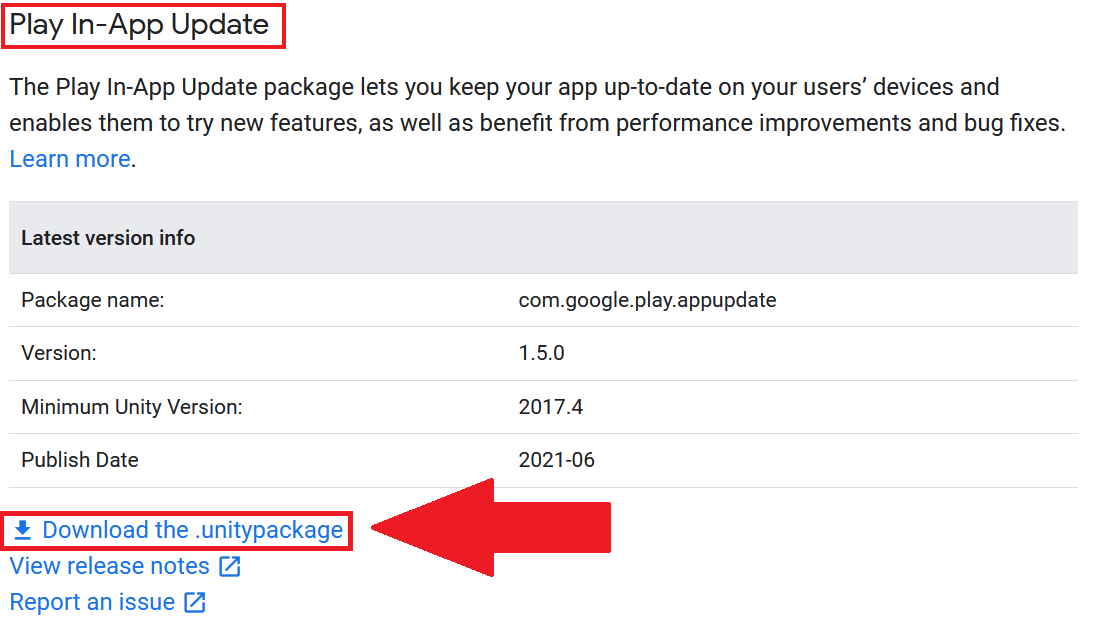 Play In-App Update
The Play In-App Update package lets you keep your app up-to-date on your users’ devices and
enables them to try new features, as well as benefit from performance improvements and bug fixes.
Learn more.
Latest version info
Package name: com.google.play.appupdate
Version: 1.5.0
Minimum Unity Version: 2017.4
Publish Date 2021-06
Download the .unitypackage
View release notes
Report an issue